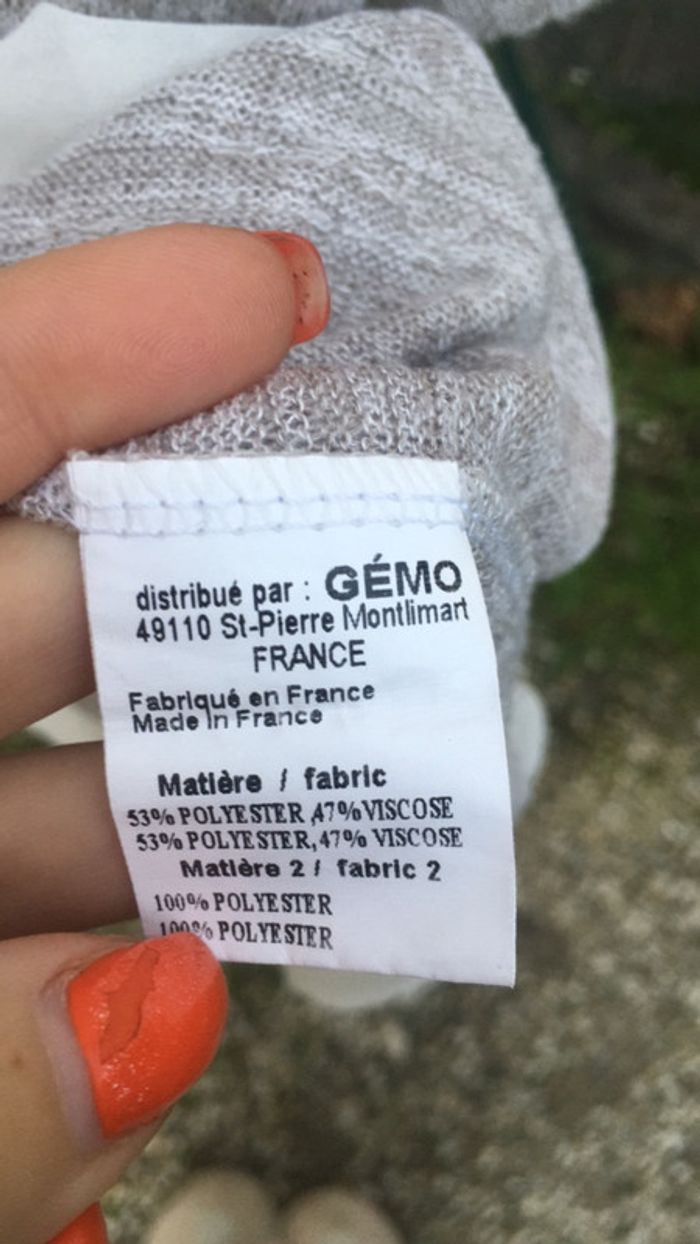 distribué par : GÉMO
49110 St-Pierre Montlimart
FRANCE
Fabriqué en France
Made in France
Matière / fabric
53% POLYESTER ,47% VISCOSE
53% POLYESTER, 47% VISCOSE
Matière 2 / fabric 2
100% POLYESTER
100% POLYESTER